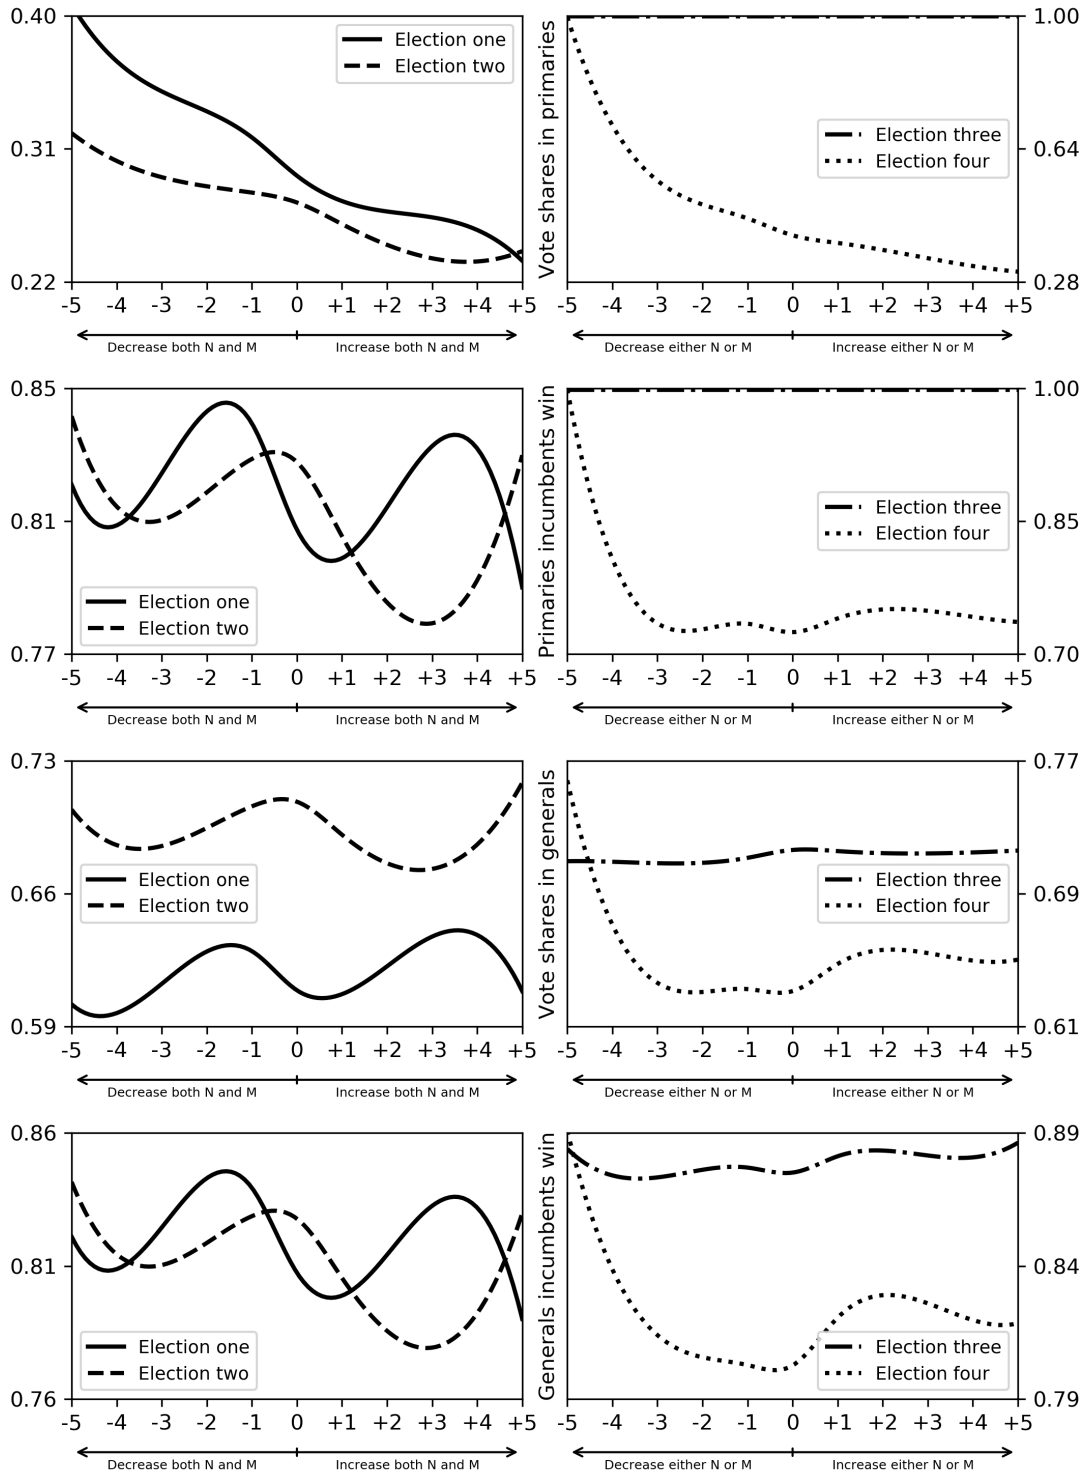 0.40
0.31
0.22
Election one
Election two
-5 -4 -3 -2 -1 0 +1 +2 +3 +4 +5
Decrease both N and M Increase both N and M
Vote shares in primaries
1.00
0.64
0.28
Election three
Election four
-5 -4 -3 -2 -1 0 +1 +2 +3 +4 +5
Decrease either N or M Increase either N or M
0.85
0.81
0.77
Election one
Election two
-5 -4 -3 -2 -1 0 +1 +2 +3 +4 +5
Decrease both N and M Increase both N and M
Primaries incumbents win
1.00
0.85
0.70
Election three
Election four
-5 -4 -3 -2 -1 0 +1 +2 +3 +4 +5
Decrease either N or M Increase either N or M
0.73
0.66
0.59
Election one
Election two
-5 -4 -3 -2 -1 0 +1 +2 +3 +4 +5
Decrease both N and M Increase both N and M
Vote shares in generals
0.77
0.69
0.61
Election three
Election four
-5 -4 -3 -2 -1 0 +1 +2 +3 +4 +5
Decrease either N or M Increase either N or M
0.86
0.81
0.76
Election one
Election two
-5 -4 -3 -2 -1 0 +1 +2 +3 +4 +5
Decrease both N and M Increase both N and M
Generals incumbents win
0.89
0.84
0.79
Election three
Election four
-5 -4 -3 -2 -1 0 +1 +2 +3 +4 +5
Decrease either N or M Increase either N or M